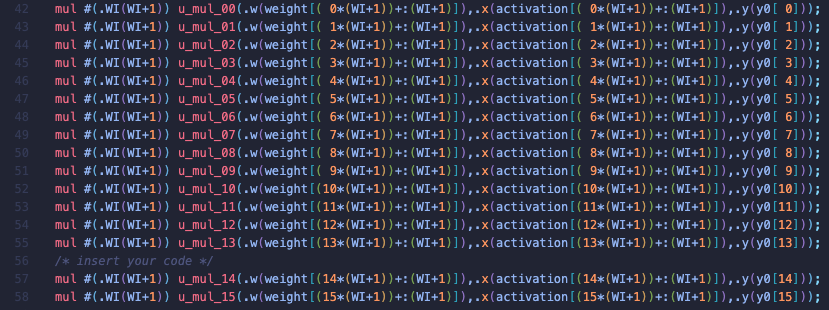 42 mul #(.WI(WI+1)) u_mul_00(.w(weight[( 0*(WI+1))+:(WI+1)]),.x(activation[( 0*(WI+1))+:(WI+1)]),.y(y0[ 0]));
43 mul #(.WI(WI+1)) u_mul_01(.w(weight[( 1*(WI+1))+:(WI+1)]),.x(activation[( 1*(WI+1))+:(WI+1)]),.y(y0[ 1]));
44 mul #(.WI(WI+1)) u_mul_02(.w(weight[( 2*(WI+1))+:(WI+1)]),.x(activation[( 2*(WI+1))+:(WI+1)]),.y(y0[ 2]));
45 mul #(.WI(WI+1)) u_mul_03(.w(weight[( 3*(WI+1))+:(WI+1)]),.x(activation[( 3*(WI+1))+:(WI+1)]),.y(y0[ 3]));
46 mul #(.WI(WI+1)) u_mul_04(.w(weight[( 4*(WI+1))+:(WI+1)]),.x(activation[( 4*(WI+1))+:(WI+1)]),.y(y0[ 4]));
47 mul #(.WI(WI+1)) u_mul_05(.w(weight[( 5*(WI+1))+:(WI+1)]),.x(activation[( 5*(WI+1))+:(WI+1)]),.y(y0[ 5]));
48 mul #(.WI(WI+1)) u_mul_06(.w(weight[( 6*(WI+1))+:(WI+1)]),.x(activation[( 6*(WI+1))+:(WI+1)]),.y(y0[ 6]));
49 mul #(.WI(WI+1)) u_mul_07(.w(weight[( 7*(WI+1))+:(WI+1)]),.x(activation[( 7*(WI+1))+:(WI+1)]),.y(y0[ 7]));
50 mul #(.WI(WI+1)) u_mul_08(.w(weight[( 8*(WI+1))+:(WI+1)]),.x(activation[( 8*(WI+1))+:(WI+1)]),.y(y0[ 8]));
51 mul #(.WI(WI+1)) u_mul_09(.w(weight[( 9*(WI+1))+:(WI+1)]),.x(activation[( 9*(WI+1))+:(WI+1)]),.y(y0[ 9]));
52 mul #(.WI(WI+1)) u_mul_10(.w(weight[(10*(WI+1))+:(WI+1)]),.x(activation[(10*(WI+1))+:(WI+1)]),.y(y0[10]));
53 mul #(.WI(WI+1)) u_mul_11(.w(weight[(11*(WI+1))+:(WI+1)]),.x(activation[(11*(WI+1))+:(WI+1)]),.y(y0[11]));
54 mul #(.WI(WI+1)) u_mul_12(.w(weight[(12*(WI+1))+:(WI+1)]),.x(activation[(12*(WI+1))+:(WI+1)]),.y(y0[12]));
55 mul #(.WI(WI+1)) u_mul_13(.w(weight[(13*(WI+1))+:(WI+1)]),.x(activation[(13*(WI+1))+:(WI+1)]),.y(y0[13]));
56 /* insert your code */
57 mul #(.WI(WI+1)) u_mul_14(.w(weight[(14*(WI+1))+:(WI+1)]),.x(activation[(14*(WI+1))+:(WI+1)]),.y(y0[14]));
58 mul #(.WI(WI+1)) u_mul_15(.w(weight[(15*(WI+1))+:(WI+1)]),.x(activation[(15*(WI+1))+:(WI+1)]),.y(y0[15]));